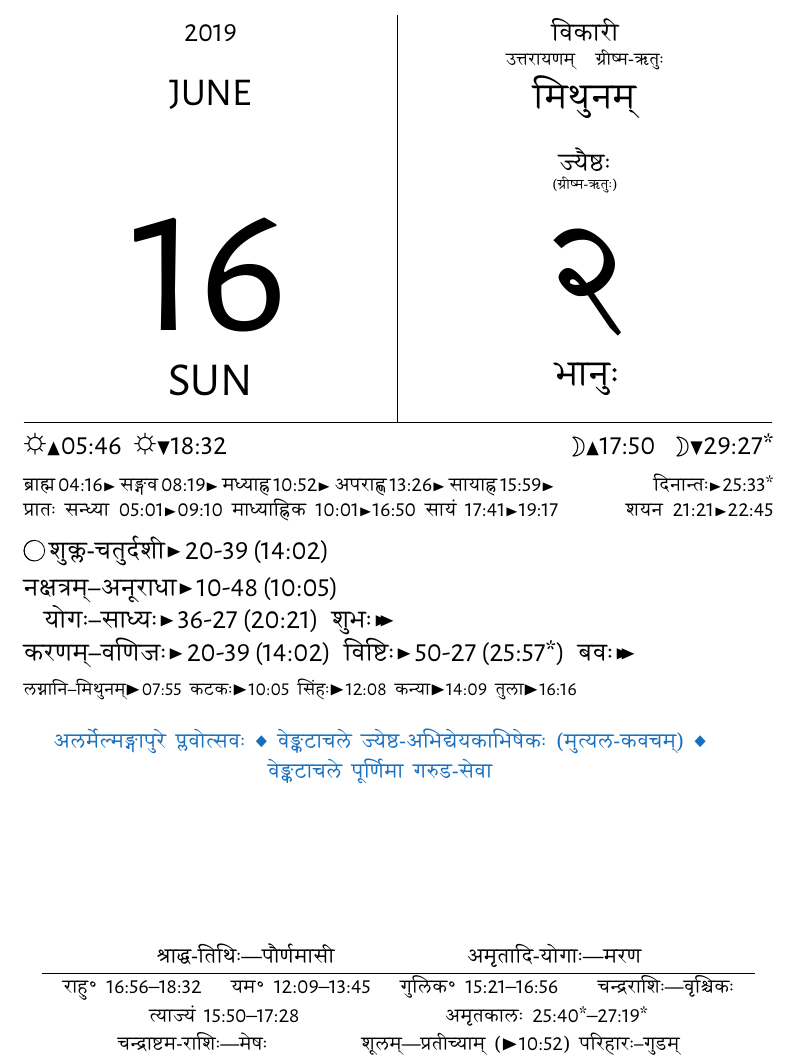 2019
JUNE
16
SUN
विकारी
उत्तरायणम् ग्रीष्म-ऋतुः
मिथुनम्
ज्यैष्ठः
(ग्रीष्म-ऋतुः)
२
भानुः
☼▲05:46 ☼▼18:32 ☽▲17:50 ☽▼29:27*
ब्राह्म 04:16► सङ्गव 08:19► मध्याह्न 10:52► अपराह्ण 13:26► सायाह्न 15:59► दिनान्तः►25:33*
प्रातः सन्ध्या 05:01►09:10 माध्याह्निक 10:01►16:50 सायं 17:41►19:17 शयन 21:21►22:45
◯ शुक्ल-चतुर्दशी►20-39 (14:02)
नक्षत्रम्–अनूराधा►10-48 (10:05)
योगः–साध्यः►36-27 (20:21) शुभः►►
करणम्–वणिजः►20-39 (14:02) विष्टिः►50-27 (25:57*) बवः►►
लग्नानि–मिथुनम्►07:55 कटकः►10:05 सिंहः►12:08 कन्या►14:09 तुला►16:16
अलर्मेल्मङ्गापुरे प्लवोत्सवः ◆ वेङ्कटाचले ज्येष्ठ-अभिद्येयकाभिषेकः (मुत्यल-कवचम्) ◆
वेङ्कटाचले पूर्णिमा गरुड-सेवा
श्राद्ध-तिथिः—पौर्णमासी अमृतादि-योगाः—मरण
राहु॰ 16:56–18:32 यम॰ 12:09–13:45 गुलिक॰ 15:21–16:56 चन्द्रराशिः—वृश्चिकः
त्याज्यं 15:50–17:28 अमृतकालः 25:40*–27:19*
चन्द्राष्टम-राशिः—मेषः शूलम्—प्रतीच्याम् (►10:52) परिहारः–गुडम्